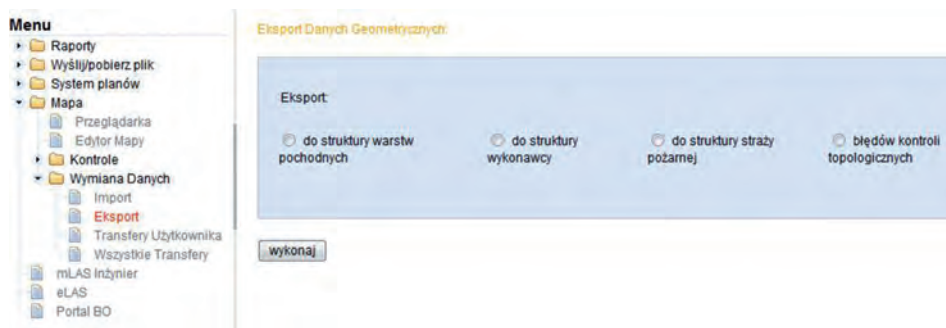 Menu
Raporty
Wyślij/pobierz plik
System planów
Mapa
Przeglądarka
Edytor Mapy
Kontrole
Wymiana Danych
Import
Eksport
Transfery Użytkownika
Wszystkie Transfery
mLAS Inżynier
eLAS
Portal BO
Eksport Danych Geometrycznych:
Eksport:
do struktury warstw
pochodnych
do struktury
wykonawcy
do struktury straży
pożarnej
błędów kontroli
topologicznych
wykonaj